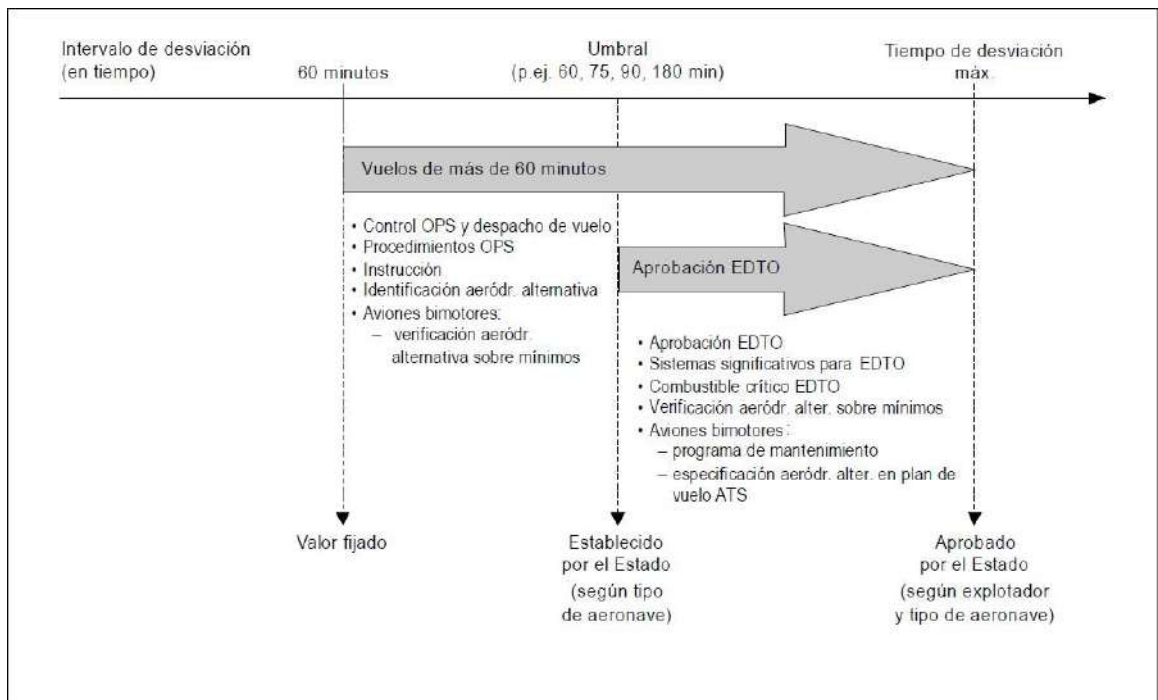 Intervalo de desviación
(en tiempo)
60 minutos
Umbral
(p.ej. 60, 75, 90, 180 min)
Tiempo de desviación
máx.
Vuelos de más de 60 minutos
• Control OPS y despacho de vuelo
• Procedimientos OPS
• Instrucción
• Identificación aeródr. alternativa
• Aviones bimotores:
– verificación aeródr.
alternativa sobre mínimos
Aprobación EDTO
• Aprobación EDTO
• Sistemas significativos para EDTO
• Combustible crítico EDTO
• Verificación aeródr. alter. sobre mínimos
• Aviones bimotores:
– programa de mantenimiento
– especificación aeródr. alter. en plan de
vuelo ATS
Valor fijado
Establecido
por el Estado
(según tipo
de aeronave)
Aprobado
por el Estado
(según explotador
y tipo de aeronave)